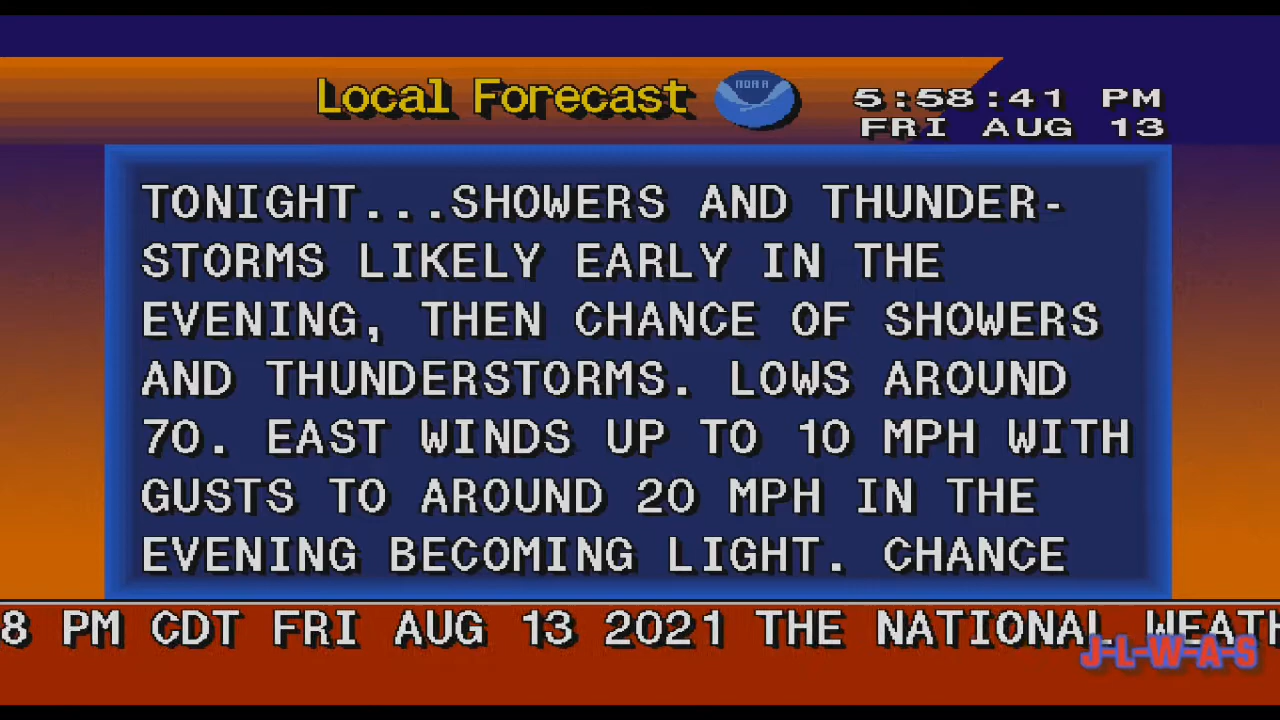 Local Forecast
NOAA
5:58:41 PM
FRI AUG 13
TONIGHT...SHOWERS AND THUNDER-
STORMS LIKELY EARLY IN THE
EVENING, THEN CHANCE OF SHOWERS
AND THUNDERSTORMS. LOWS AROUND
70. EAST WINDS UP TO 10 MPH WITH
GUSTS TO AROUND 20 MPH IN THE
EVENING BECOMING LIGHT. CHANCE
8 PM CDT FRI AUG 13 2021 THE NATIONAL WEATH
J-L-W-A-S